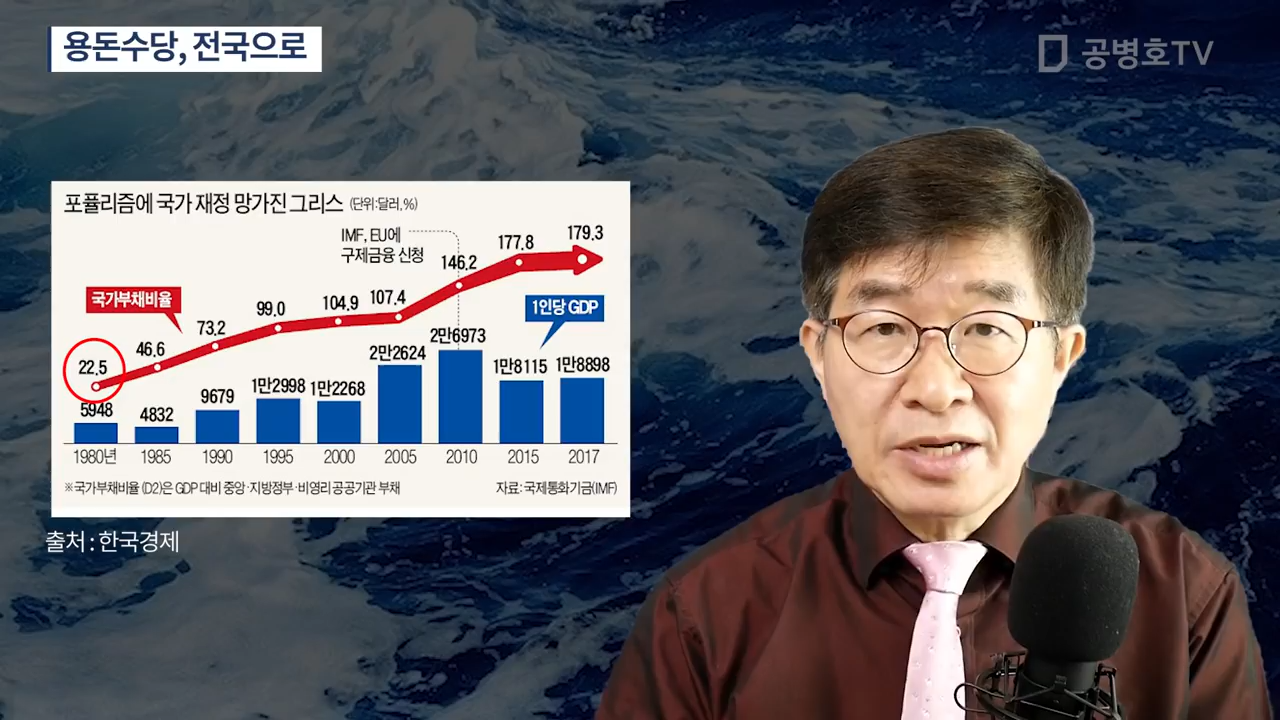 용돈수당, 전국으로
공병호TV
포퓰리즘에 국가 재정 망가진 그리스 (단위:달러,%)
IMF, EU에
구제금융 신청
국가부채비율
1인당 GDP
22.5 46.6 73.2 99.0 104.9 107.4 146.2 177.8 179.3
5948 4832 9679 1만2998 1만2268 2만2624 2만6973 1만8115 1만8898
1980년 1985 1990 1995 2000 2005 2010 2015 2017
※국가부채비율 (D2)은 GDP 대비 중앙·지방정부·비영리 공공기관 부채 자료: 국제통화기금(IMF)
출처 : 한국경제